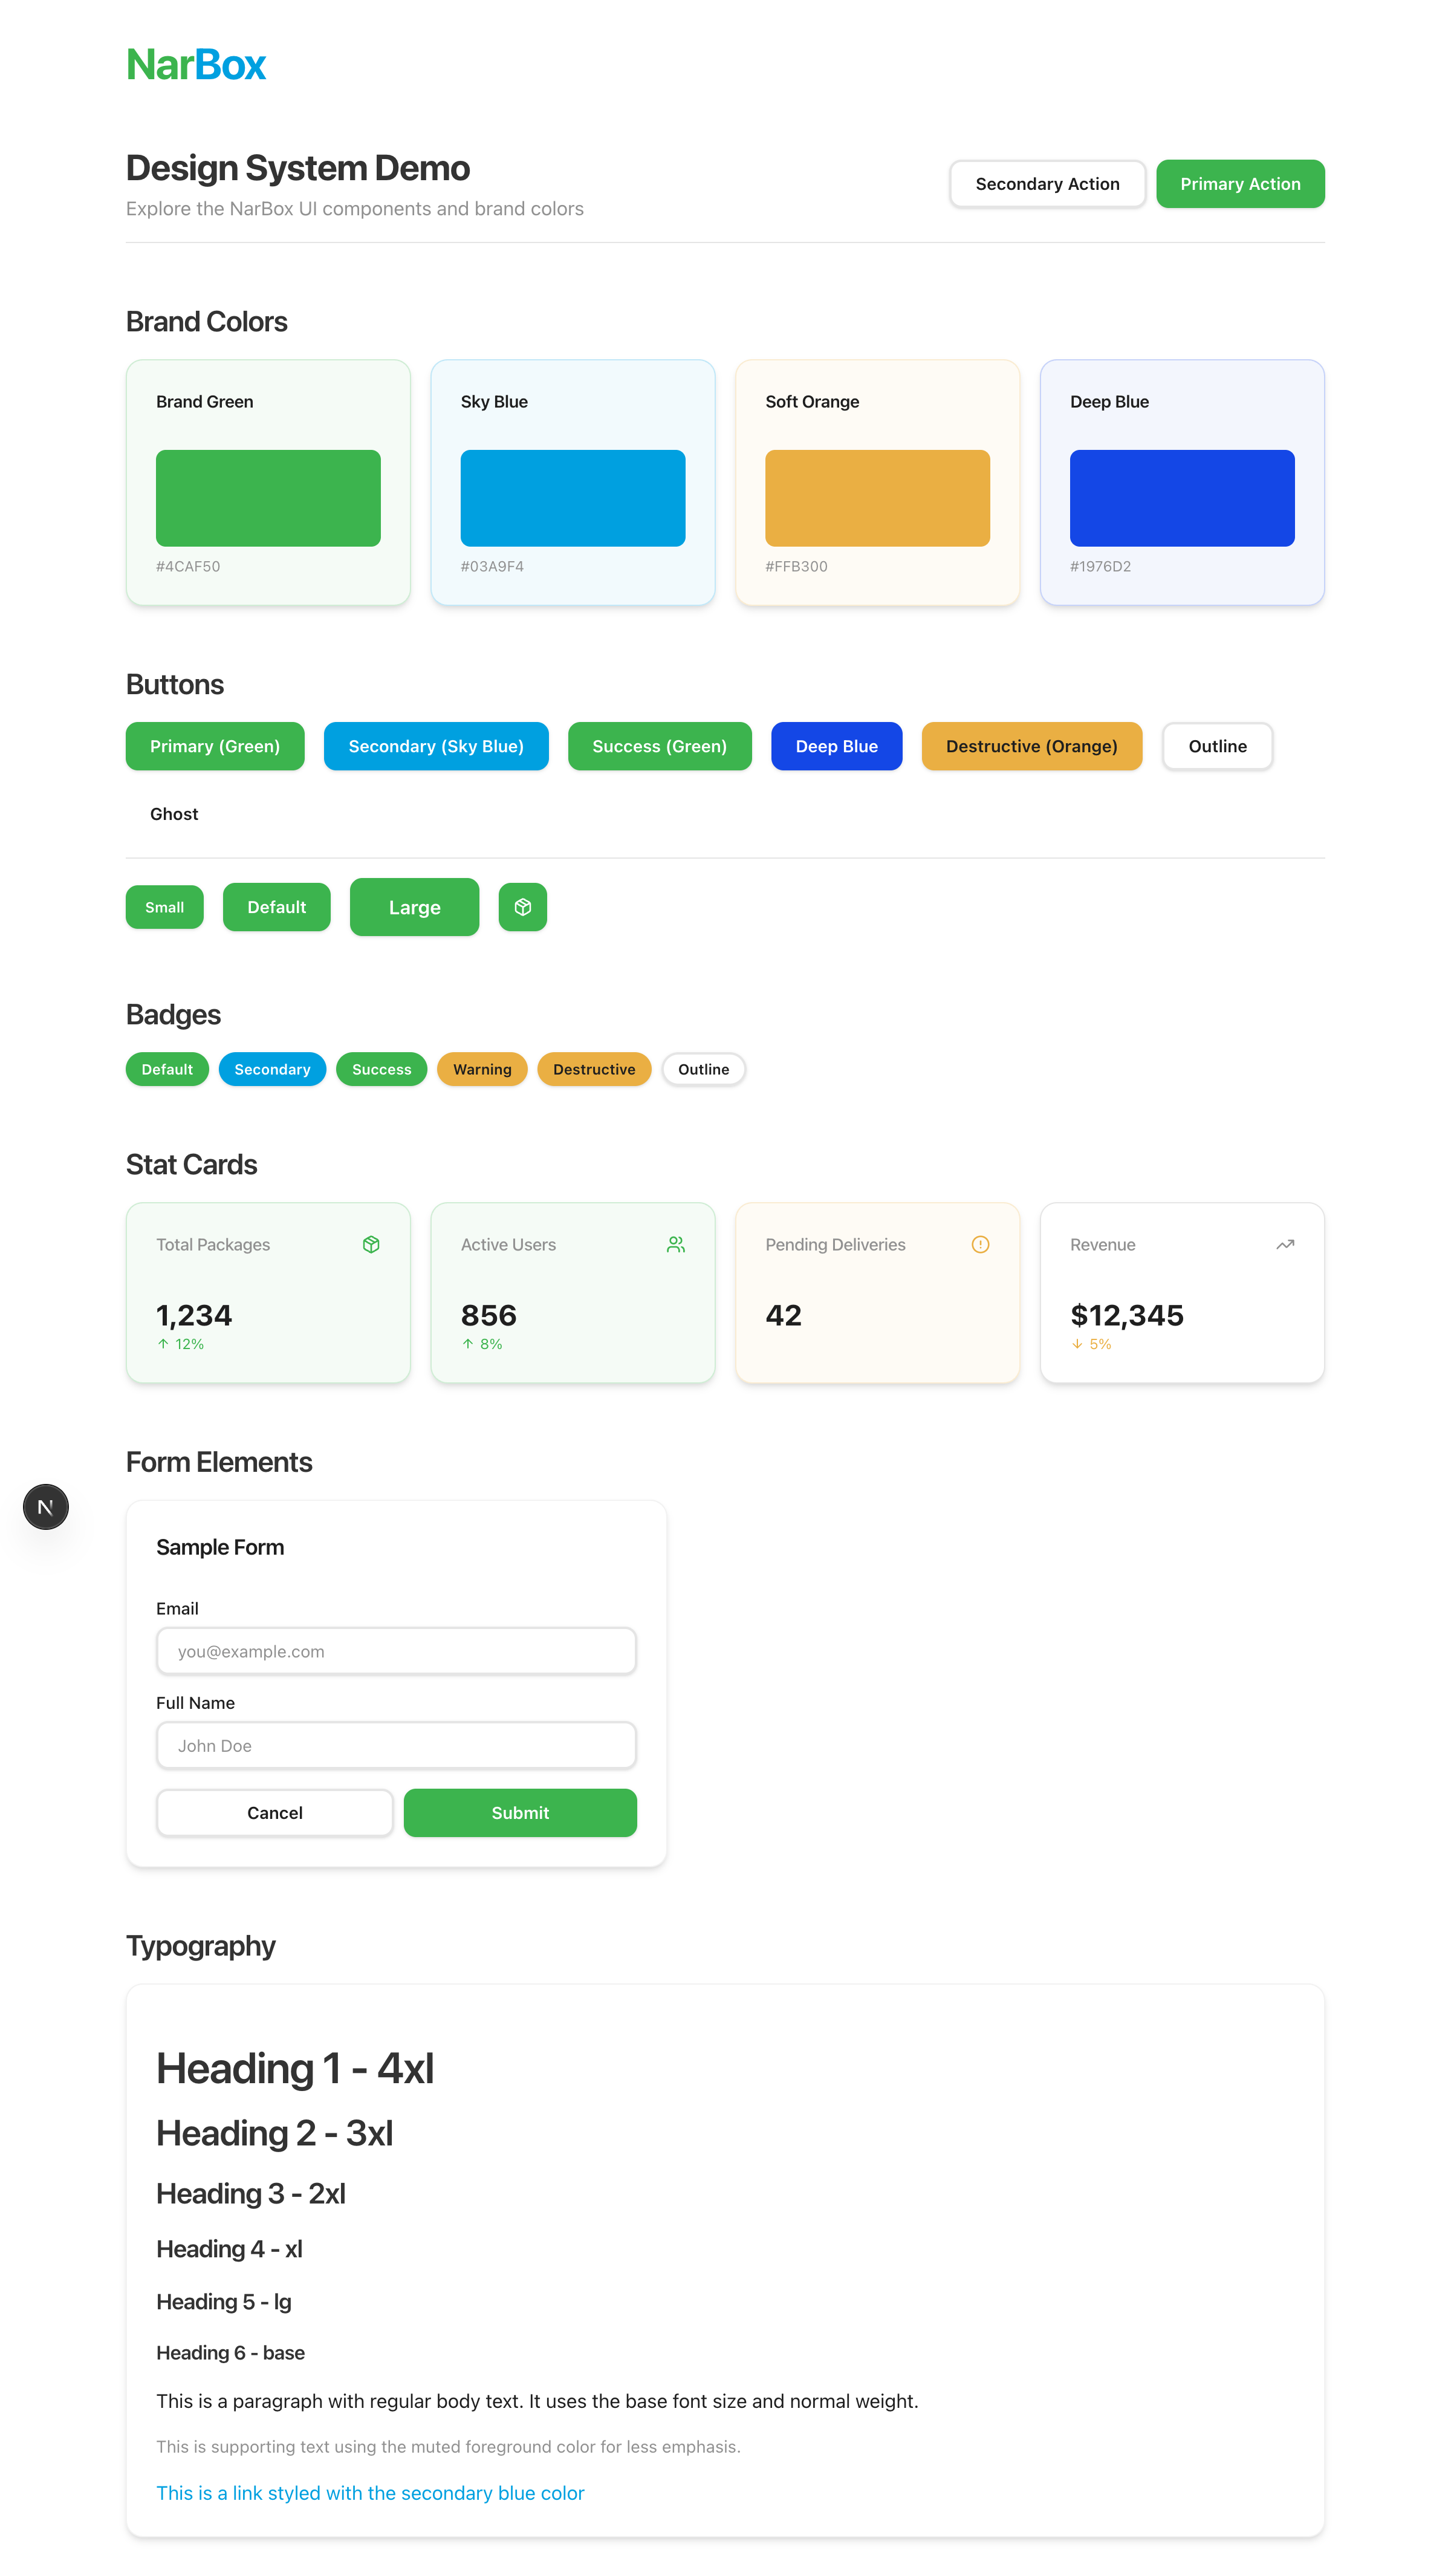 NarBox
Design System Demo
Explore the NarBox UI components and brand colors
Secondary Action
Primary Action
Brand Colors
Brand Green
#4CAF50
Sky Blue
#03A9F4
Soft Orange
#FFB300
Deep Blue
#1976D2
Buttons
Primary (Green)
Secondary (Sky Blue)
Success (Green)
Deep Blue
Destructive (Orange)
Outline
Ghost
Small
Default
Large
Badges
Default
Secondary
Success
Warning
Destructive
Outline
Stat Cards
Total Packages
1,234
↑ 12%
Active Users
856
↑ 8%
Pending Deliveries
42
Revenue
$12,345
↓ 5%
Form Elements
N
Sample Form
Email
you@example.com
Full Name
John Doe
Cancel
Submit
Typography
Heading 1 - 4xl
Heading 2 - 3xl
Heading 3 - 2xl
Heading 4 - xl
Heading 5 - lg
Heading 6 - base
This is a paragraph with regular body text. It uses the base font size and normal weight.
This is supporting text using the muted foreground color for less emphasis.
This is a link styled with the secondary blue color